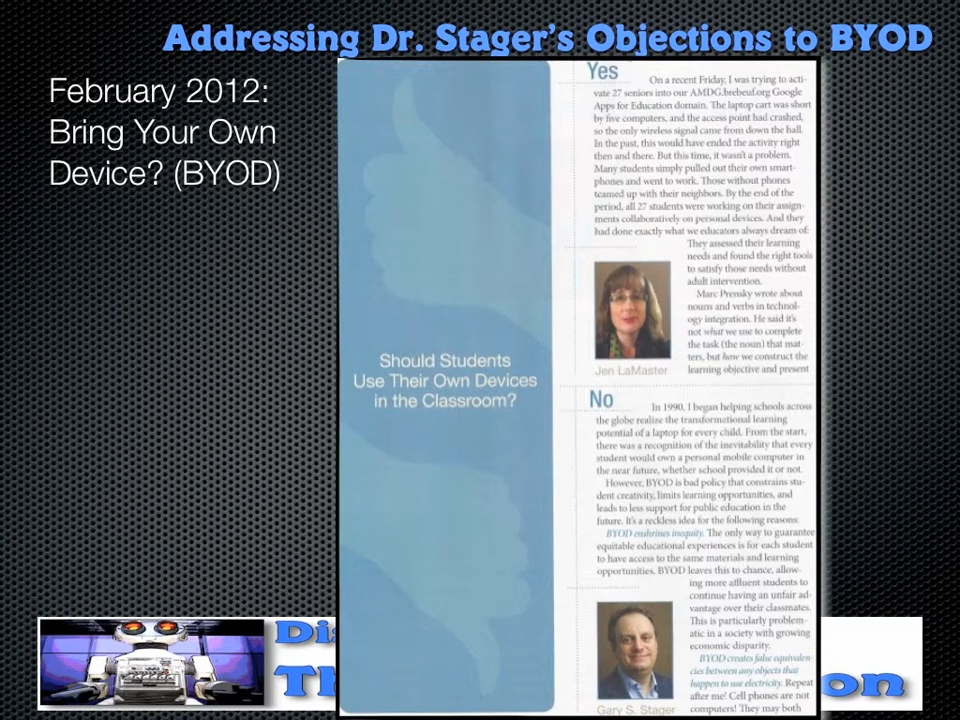 Addressing Dr. Stager's Objections to BYOD
February 2012:
Bring Your Own
Device? (BYOD)
Should Students
Use Their Own Devices
in the Classroom?
Yes
On a recent Friday, I was trying to acti-
vate 27 seniors into our AMDG.brebeuf.org Google
Apps for Education domain. The laptop cart was short
by five computers, and the access point had crashed,
so the only wireless signal came from down the hall.
In the past, this would have ended the activity right
then and there. But this time, it wasn't a problem.
Many students simply pulled out their own smart-
phones and went to work. Those without phones
teamed up with their neighbors. By the end of the
period, all 27 students were working on their assign-
ments collaboratively on personal devices. And they
had done exactly what we educators always dream of:
They assessed their learning
needs and found the right tools
to satisfy those needs without
adult intervention.
Marc Prensky wrote about
nouns and verbs in technol-
ogy integration. He said it's
not what we use to complete
the task (the noun) that mat-
ters, but how we construct the
learning objective and present
Jen LaMaster
No
In 1990, I began helping schools across
the globe realize the transformational learning
potential of a laptop for every child. From the start,
there was a recognition of the inevitability that every
student would own a personal mobile computer in
the near future, whether school provided it or not.
However, BYOD is bad policy that constrains stu-
dent creativity, limits learning opportunities, and
leads to less support for public education in the
future. It's a reckless idea for the following reasons:
BYOD enshrines inequity. The only way to guarantee
equitable educational experiences is for each student
to have access to the same materials and learning
opportunities. BYOD leaves this to chance, allow-
ing more affluent students to
continue having an unfair ad-
vantage over their classmates.
This is particularly problem-
atic in a society with growing
economic disparity.
BYOD creates false equivalen-
cies between any objects that
happen to use electricity. Repeat
after me! Cell phones are not
computers! They may both
Gary S. Stager
Dis
Th on